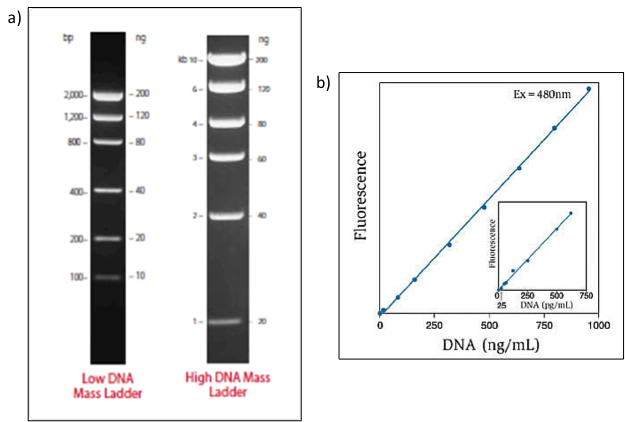 a)
bp ng
2,000- - 200
1,200- - 120
800 - - 80
400- - 40
200- - 20
100- - 10
Low DNA
Mass Ladder
ng
kb 10- - 200
6- - 120
4- - 80
3- - 60
2- - 40
1- - 20
High DNA Mass
Ladder
b)
Ex = 480nm
Fluorescence
0 250 500 750 1000
DNA (ng/mL)
Fluorescence
0 250 500 750
25
DNA (pg/mL)